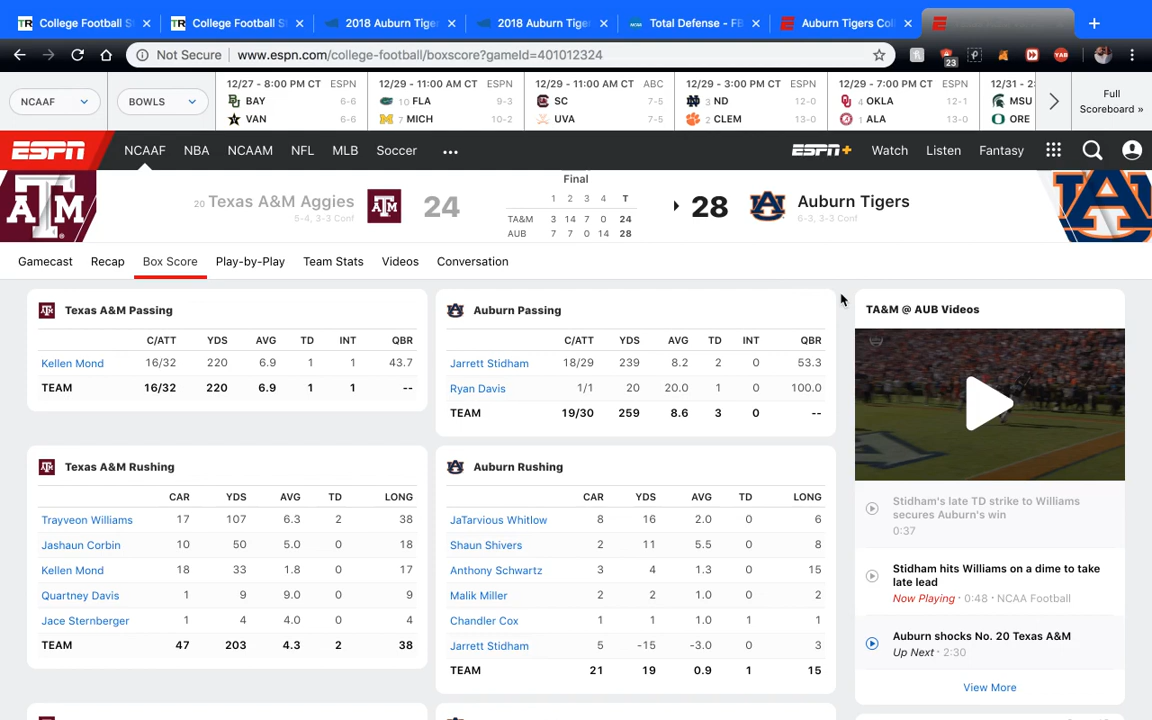 College Football S
College Football S
2018 Auburn Tige
2018 Auburn Tige
Total Defense - FB
Auburn Tigers Col
Not Secure
www.espn.com/college-football/boxscore?gameId=401012324
23
YAB
NCAAF
BOWLS
12/27 - 8:00 PM CT ESPN
BAY 6-6
VAN 6-6
12/29 - 11:00 AM CT ESPN
10 FLA 9-3
7 MICH 10-2
12/29 - 11:00 AM CT ABC
SC 7-5
UVA 7-5
12/29 - 3:00 PM CT ESPN
3 ND 12-0
2 CLEM 13-0
12/29 - 7:00 PM CT ESPN
4 OKLA 12-1
1 ALA 13-0
12/31 - 2:
MSU
ORE
Full
Scoreboard »
ESPN
NCAAF NBA NCAAM NFL MLB Soccer
ESPN+ Watch Listen Fantasy
20 Texas A&M Aggies
5-4, 3-3 Conf
24
Final
1 2 3 4 T
TA&M 3 14 7 0 24
AUB 7 7 0 14 28
28
Auburn Tigers
6-3, 3-3 Conf
Gamecast Recap Box Score Play-by-Play Team Stats Videos Conversation
Texas A&M Passing
C/ATT YDS AVG TD INT QBR
Kellen Mond 16/32 220 6.9 1 1 43.7
TEAM 16/32 220 6.9 1 1 --
Auburn Passing
C/ATT YDS AVG TD INT QBR
Jarrett Stidham 18/29 239 8.2 2 0 53.3
Ryan Davis 1/1 20 20.0 1 0 100.0
TEAM 19/30 259 8.6 3 0 --
Texas A&M Rushing
CAR YDS AVG TD LONG
Trayveon Williams 17 107 6.3 2 38
Jashaun Corbin 10 50 5.0 0 18
Kellen Mond 18 33 1.8 0 17
Quartney Davis 1 9 9.0 0 9
Jace Sternberger 1 4 4.0 0 4
TEAM 47 203 4.3 2 38
Auburn Rushing
CAR YDS AVG TD LONG
JaTarvious Whitlow 8 16 2.0 0 6
Shaun Shivers 2 11 5.5 0 8
Anthony Schwartz 3 4 1.3 0 15
Malik Miller 2 2 1.0 0 2
Chandler Cox 1 1 1.0 1 1
Jarrett Stidham 5 -15 -3.0 0 3
TEAM 21 19 0.9 1 15
TA&M @ AUB Videos
Stidham's late TD strike to Williams
secures Auburn's win
0:37
Stidham hits Williams on a dime to take
late lead
Now Playing · 0:48 · NCAA Football
Auburn shocks No. 20 Texas A&M
Up Next · 2:30
View More